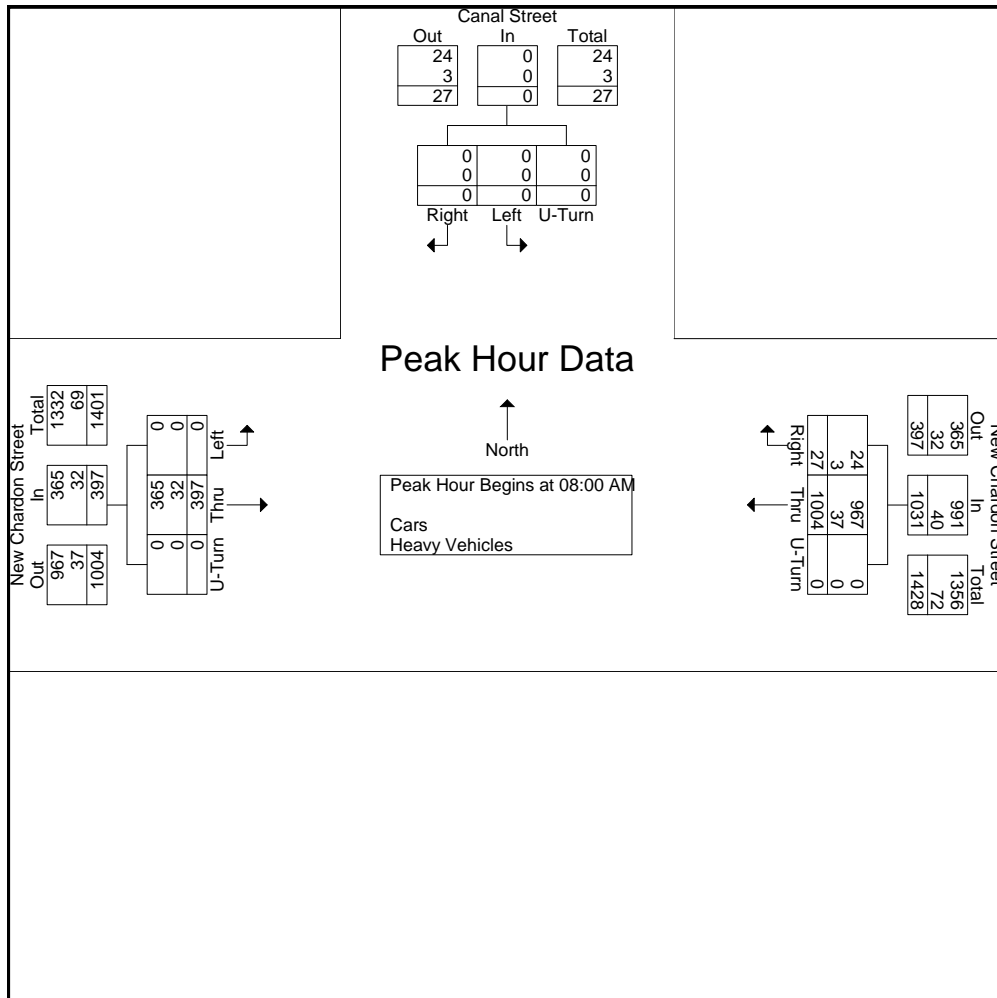 Canal Street
Out In Total
24 0 24
3 0 3
27 0 27
0 0 0
0 0 0
0 0 0
Right Left U-Turn
Peak Hour Data
North
Peak Hour Begins at 08:00 AM
Cars
Heavy Vehicles
New Chardon Street
Out In Total
967 365 1332
37 32 69
1004 397 1401
0 365 0
0 32 0
0 397 0
U-Turn Thru Left
New Chardon Street
Out In Total
365 991 1356
32 40 72
397 1031 1428
24 967 0
3 37 0
27 1004 0
Right Thru U-Turn